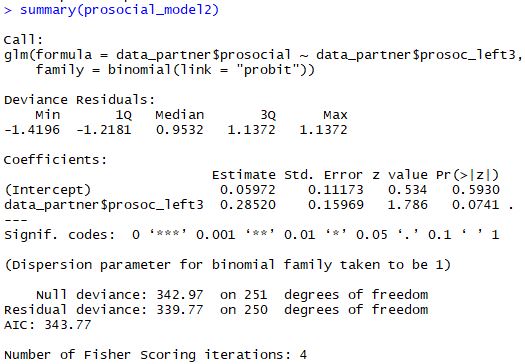 > summary(prosocial_model2)
Call:
glm(formula = data_partner$prosocial ~ data_partner$prosoc_left3,
    family = binomial(link = "probit"))
Deviance Residuals:
    Min      1Q  Median      3Q     Max
-1.4196 -1.2181  0.9532  1.1372  1.1372
Coefficients:
                          Estimate Std. Error z value Pr(>|z|)
(Intercept)                0.05972    0.11173   0.534   0.5930
data_partner$prosoc_left3  0.28520    0.15969   1.786   0.0741 .
---
Signif. codes:  0 ‘***’ 0.001 ‘**’ 0.01 ‘*’ 0.05 ‘.’ 0.1 ‘ ’ 1
(Dispersion parameter for binomial family taken to be 1)
    Null deviance: 342.97  on 251  degrees of freedom
Residual deviance: 339.77  on 250  degrees of freedom
AIC: 343.77
Number of Fisher Scoring iterations: 4